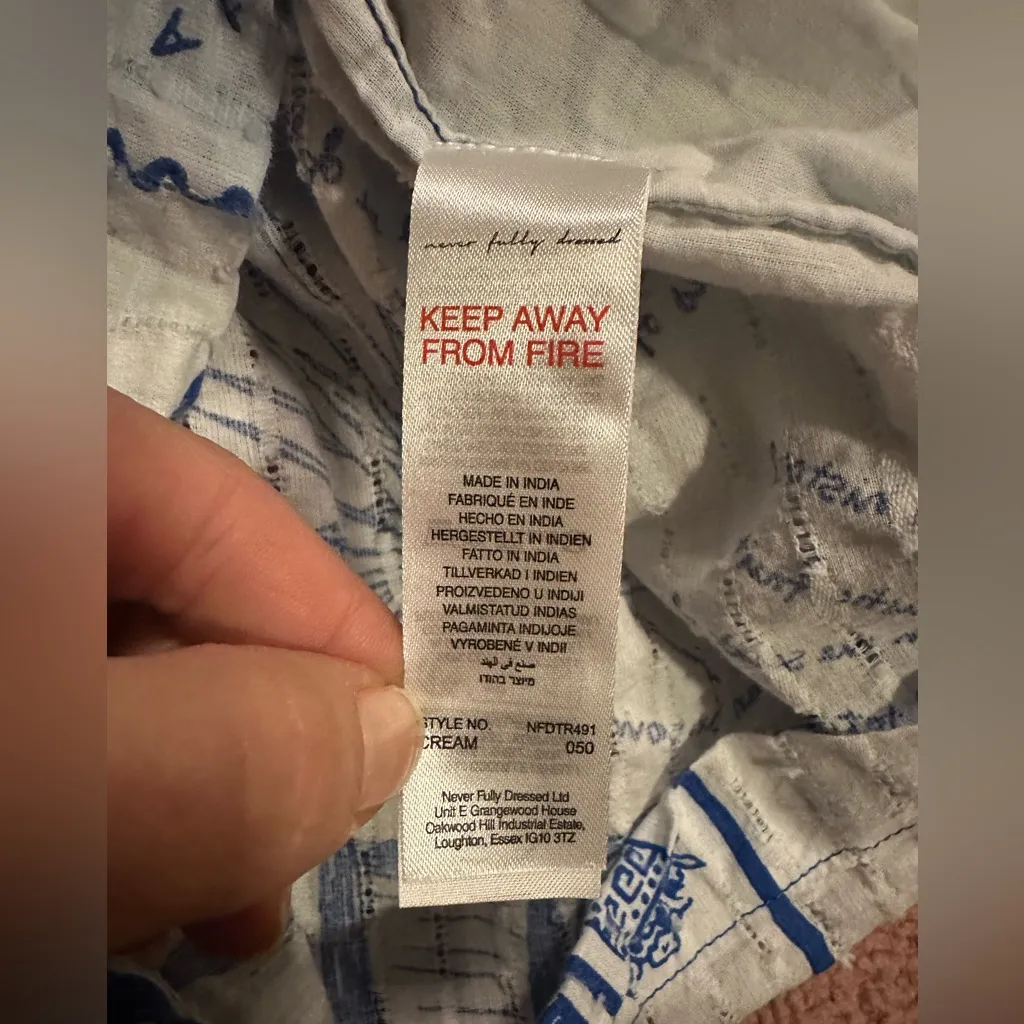 never fully dressed
KEEP AWAY
FROM FIRE
MADE IN INDIA
FABRIQUÉ EN INDE
HECHO EN INDIA
HERGESTELLT IN INDIEN
FATTO IN INDIA
TILLVERKAD I INDIEN
PROIZVEDENO U INDIJI
VALMISTATUD INDIAS
PAGAMINTA INDIJOJE
VYROBENÉ V INDII
صنع في الهند
מיוצר בהודו
STYLE NO. NFDTR491
CREAM 050
Never Fully Dressed Ltd
Unit E Grangewood House
Oakwood Hill Industrial Estate,
Loughton, Essex IG10 3TZ